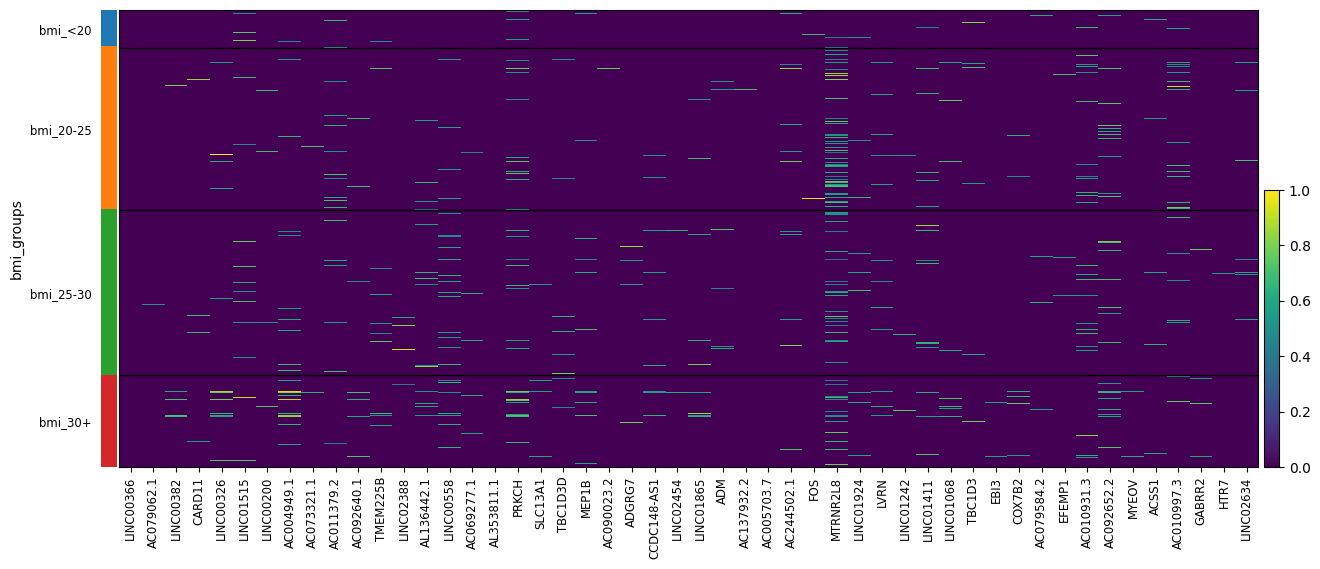 bmi_groups
bmi_<20
bmi_20-25
bmi_25-30
bmi_30+
1.0
0.8
0.6
0.4
0.2
0.0
LINC00366
AC079062.1
LINC00382
CARD11
LINC00326
LINC01515
LINC00200
AC004949.1
AC073321.1
AC011379.2
AC092640.1
TMEM225B
LINC02388
AL136442.1
LINC00558
AC069277.1
AL353811.1
PRKCH
SLC13A1
TBC1D3D
MEP1B
AC090023.2
ADGRG7
CCDC148-AS1
LINC02454
LINC01865
ADM
AC137932.2
AC005703.7
AC244502.1
FOS
MTRNR2L8
LINC01924
LVRN
LINC01242
LINC01411
LINC01068
TBC1D3
EBI3
COX7B2
AC079584.2
EFEMP1
AC010931.3
AC092652.2
MYEOV
ACSS1
AC010997.3
GABRR2
HTR7
LINC02634